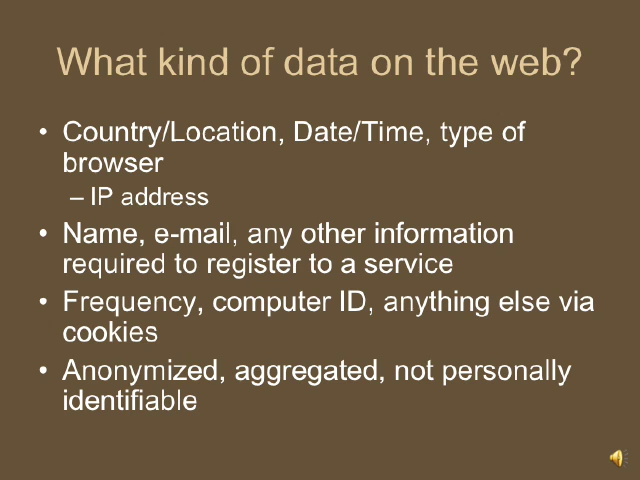 What kind of data on the web?
• Country/Location, Date/Time, type of
browser
– IP address
• Name, e-mail, any other information
required to register to a service
• Frequency, computer ID, anything else via
cookies
• Anonymized, aggregated, not personally
identifiable